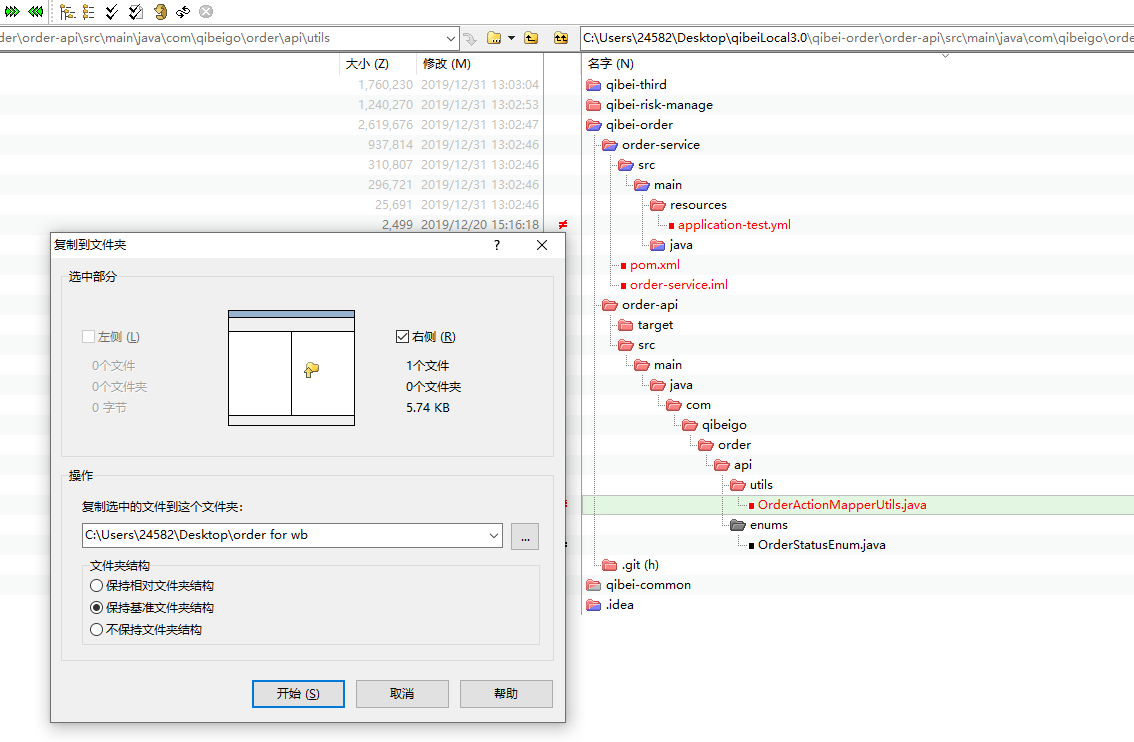 der\order-api\src\main\java\com\qibeigo\order\api\utils
C:\Users\24582\Desktop\qibeiLocal3.0\qibei-order\order-api\src\main\java\com\qibeigo\orde
大小 (Z) 修改 (M)
1,760,230 2019/12/31 13:03:04
1,240,270 2019/12/31 13:02:53
2,619,676 2019/12/31 13:02:47
937,814 2019/12/31 13:02:46
310,807 2019/12/31 13:02:46
296,721 2019/12/31 13:02:46
25,691 2019/12/31 13:02:46
2,499 2019/12/20 15:16:18 ≠
名字 (N)
qibei-third
qibei-risk-manage
qibei-order
order-service
src
main
resources
application-test.yml
java
pom.xml
order-service.iml
order-api
target
src
main
java
com
qibeigo
order
api
utils
OrderActionMapperUtils.java
enums
OrderStatusEnum.java
.git (h)
qibei-common
.idea
复制到文件夹 ?
选中部分
左侧 (L)
0个文件
0个文件夹
0 字节
右侧 (R)
1个文件
0个文件夹
5.74 KB
操作
复制选中的文件到这个文件夹:
C:\Users\24582\Desktop\order for wb
...
文件夹结构
保持相对文件夹结构
保持基准文件夹结构
不保持文件夹结构
开始 (S) 取消 帮助